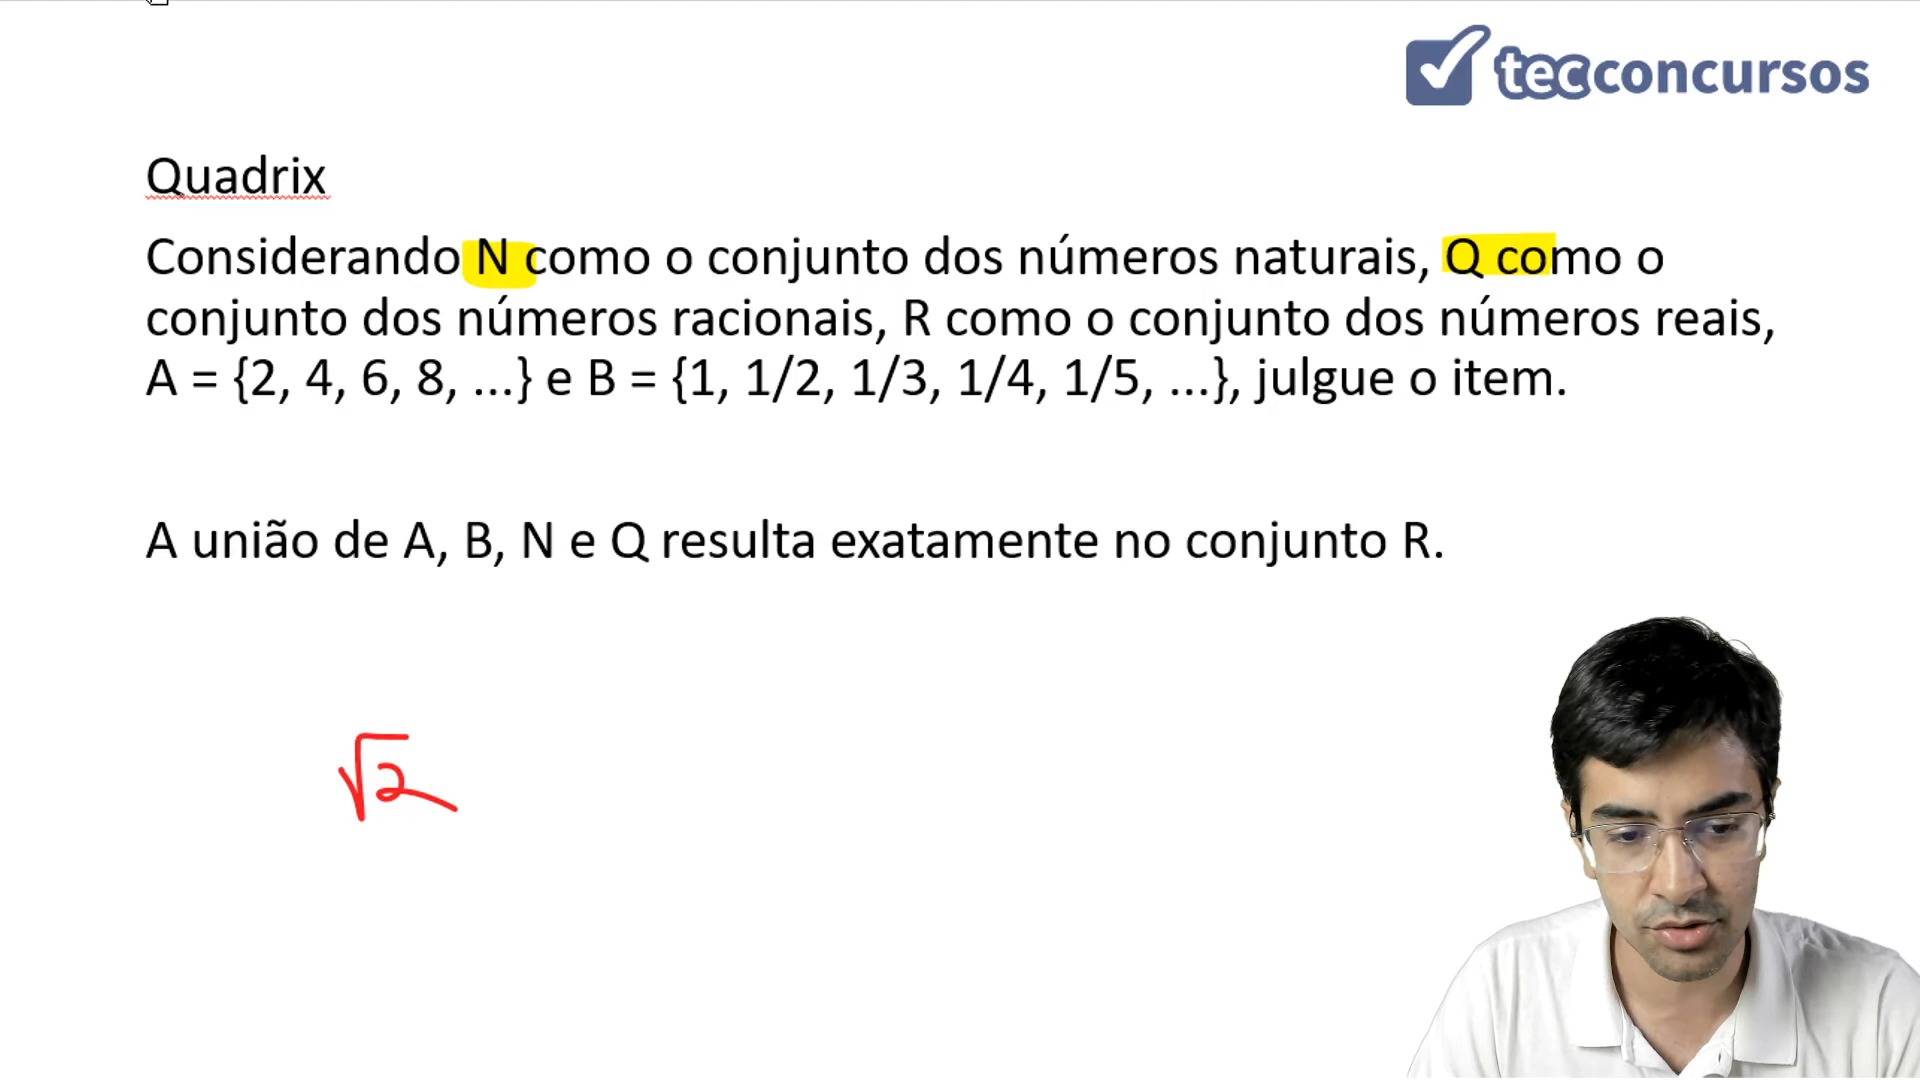 tecconcursos
Quadrix
Considerando N como o conjunto dos números naturais, Q como o
conjunto dos números racionais, R como o conjunto dos números reais,
A = {2, 4, 6, 8, ...} e B = {1, 1/2, 1/3, 1/4, 1/5, ...}, julgue o item.
A união de A, B, N e Q resulta exatamente no conjunto R.
√2